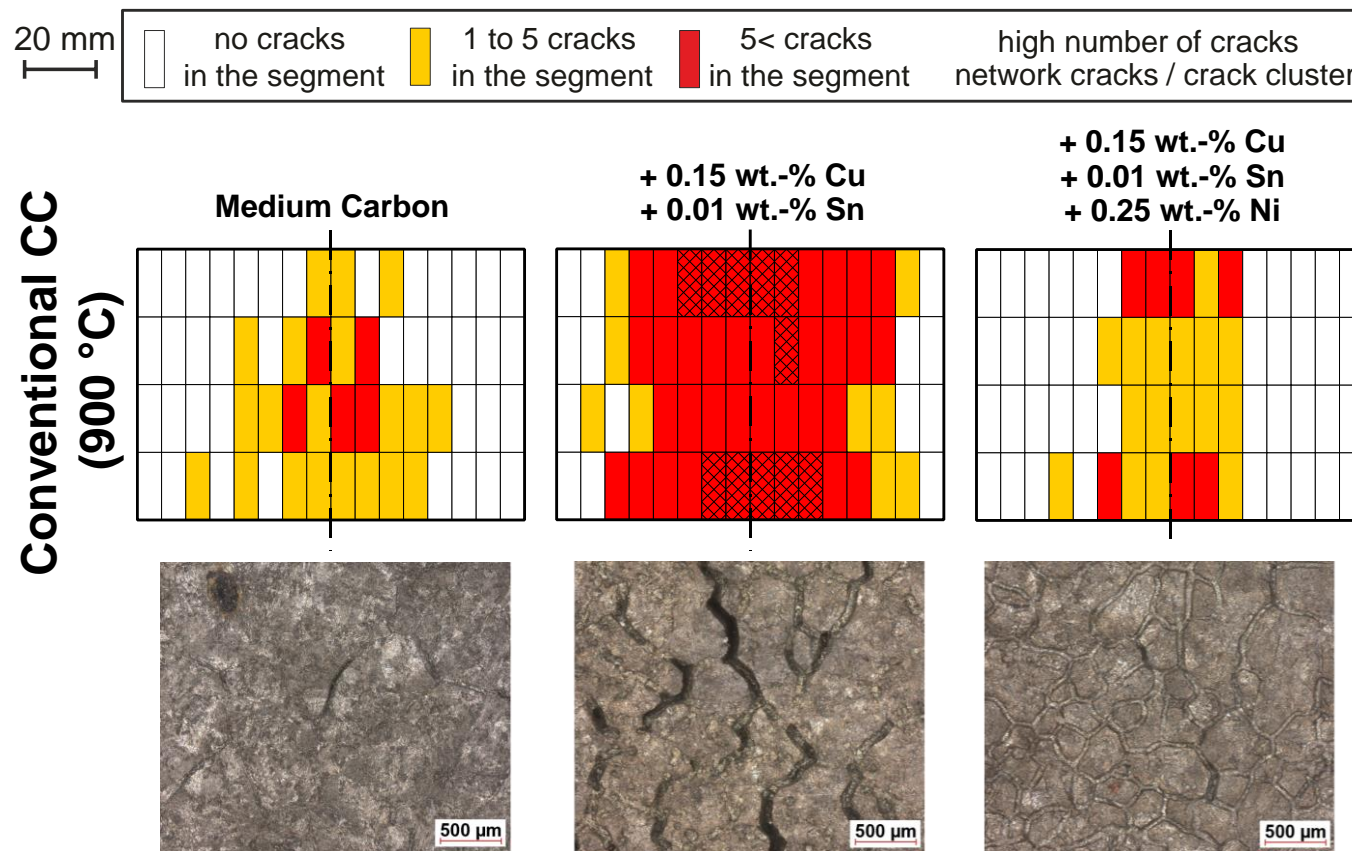 20 mm
no cracks
in the segment
1 to 5 cracks
in the segment
5< cracks
in the segment
high number of cracks
network cracks / crack cluster
Conventional CC
(900 °C)
Medium Carbon
+ 0.15 wt.-% Cu
+ 0.01 wt.-% Sn
+ 0.15 wt.-% Cu
+ 0.01 wt.-% Sn
+ 0.25 wt.-% Ni
500 µm
500 µm
500 µm